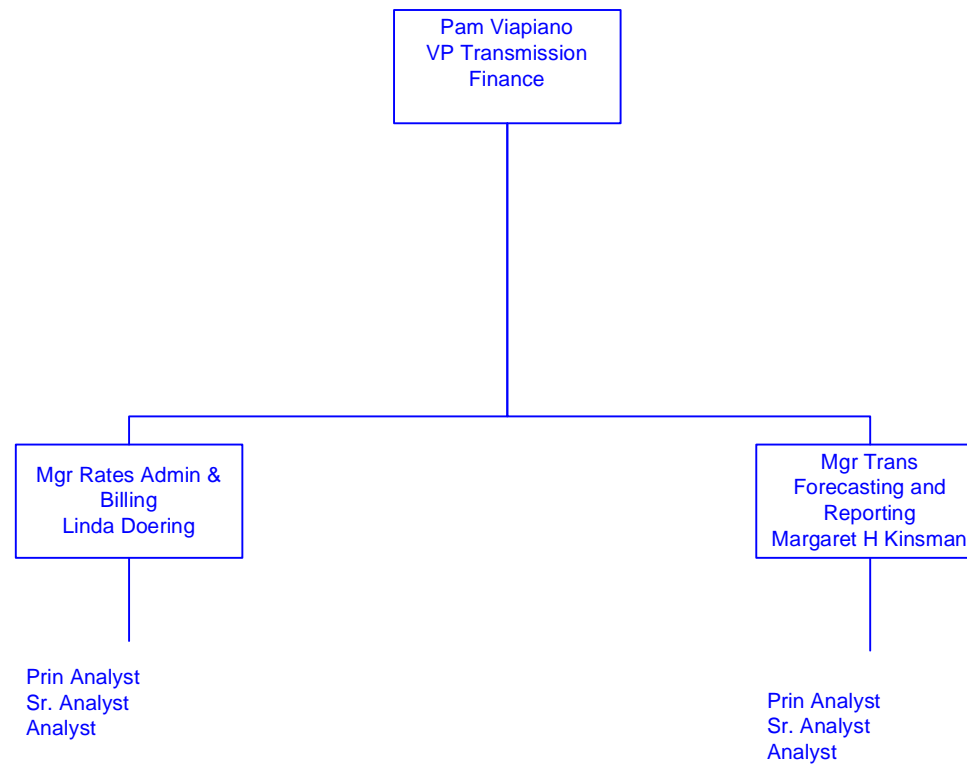 Pam Viapiano
VP Transmission
Finance
Mgr Rates Admin &
Billing
Linda Doering
Mgr Trans
Forecasting and
Reporting
Margaret H Kinsman
Prin Analyst
Sr. Analyst
Analyst
Prin Analyst
Sr. Analyst
Analyst